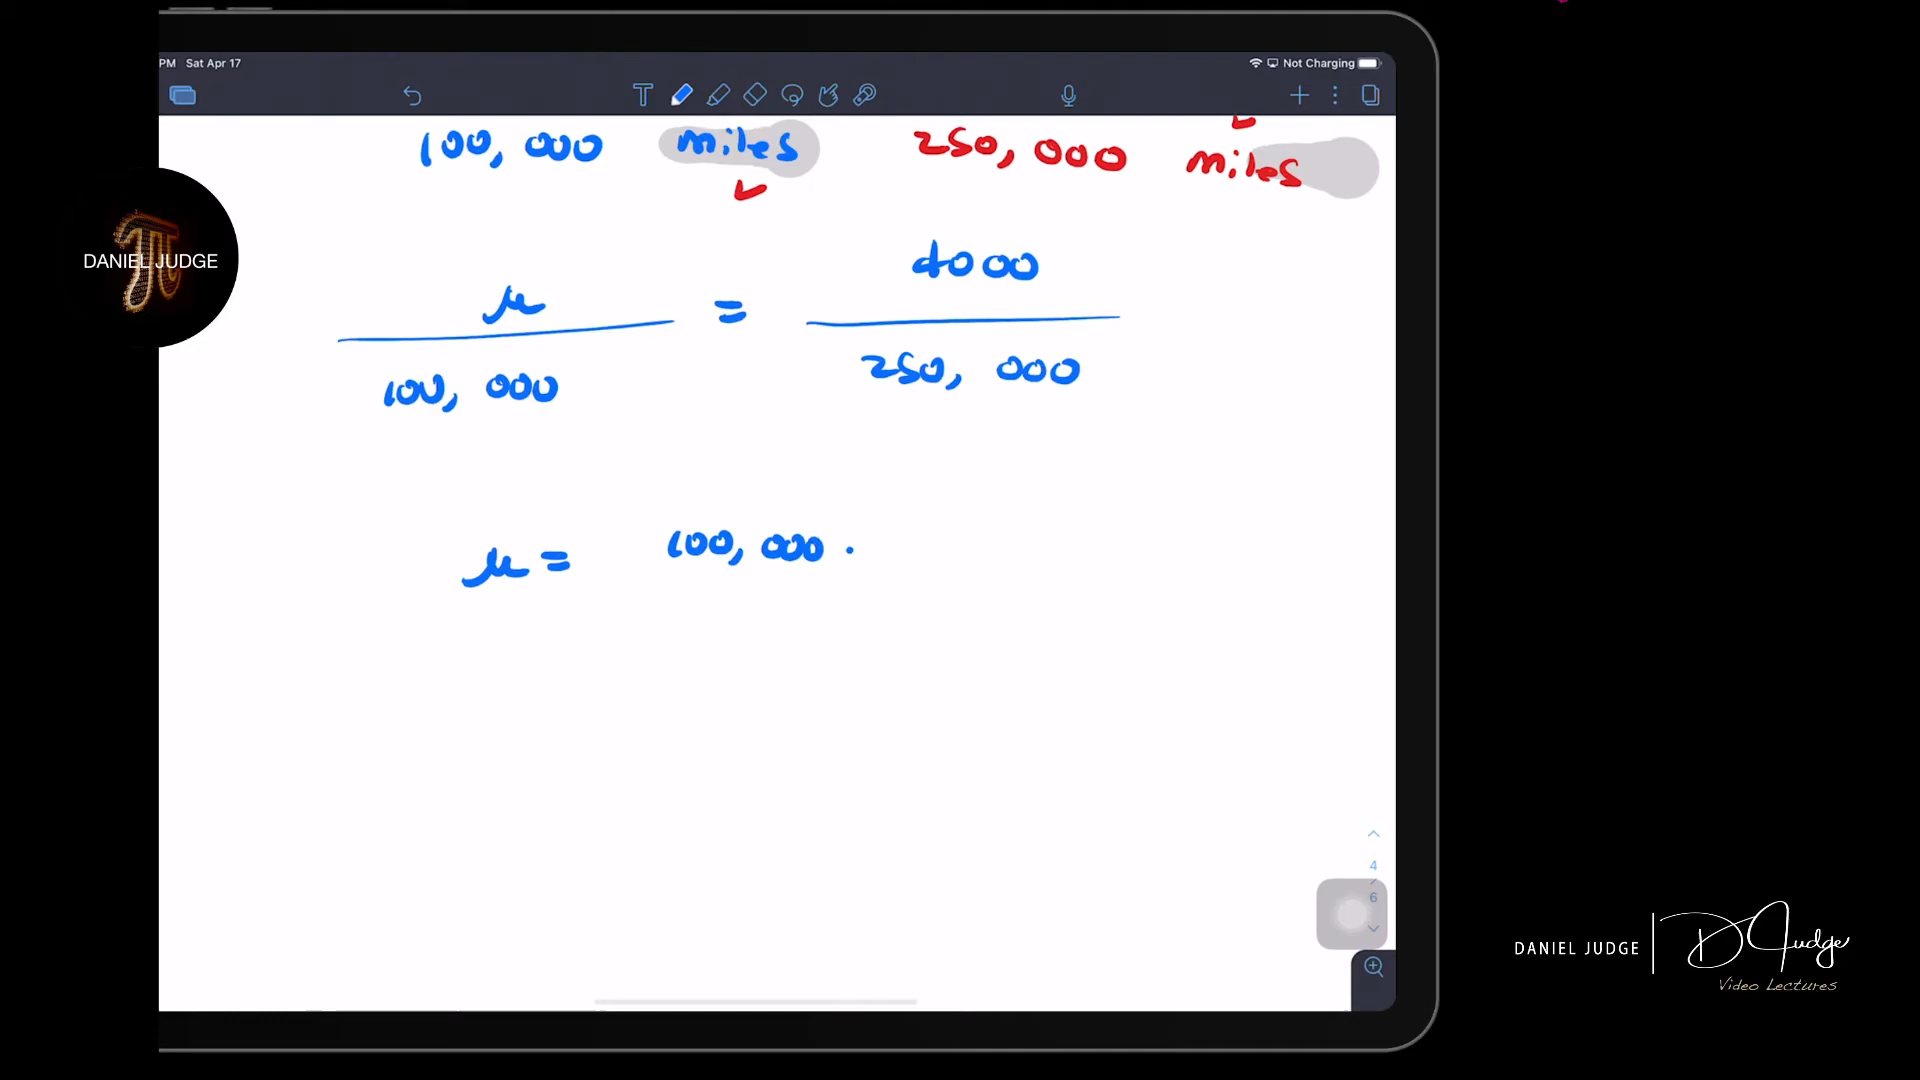 PM Sat Apr 17 Not Charging
100,000 miles 250,000 miles
DANIEL JUDGE
μ / 100,000 = 4000 / 250,000
μ = 100,000 ·
4
6
DANIEL JUDGE | DJudge
Video Lectures